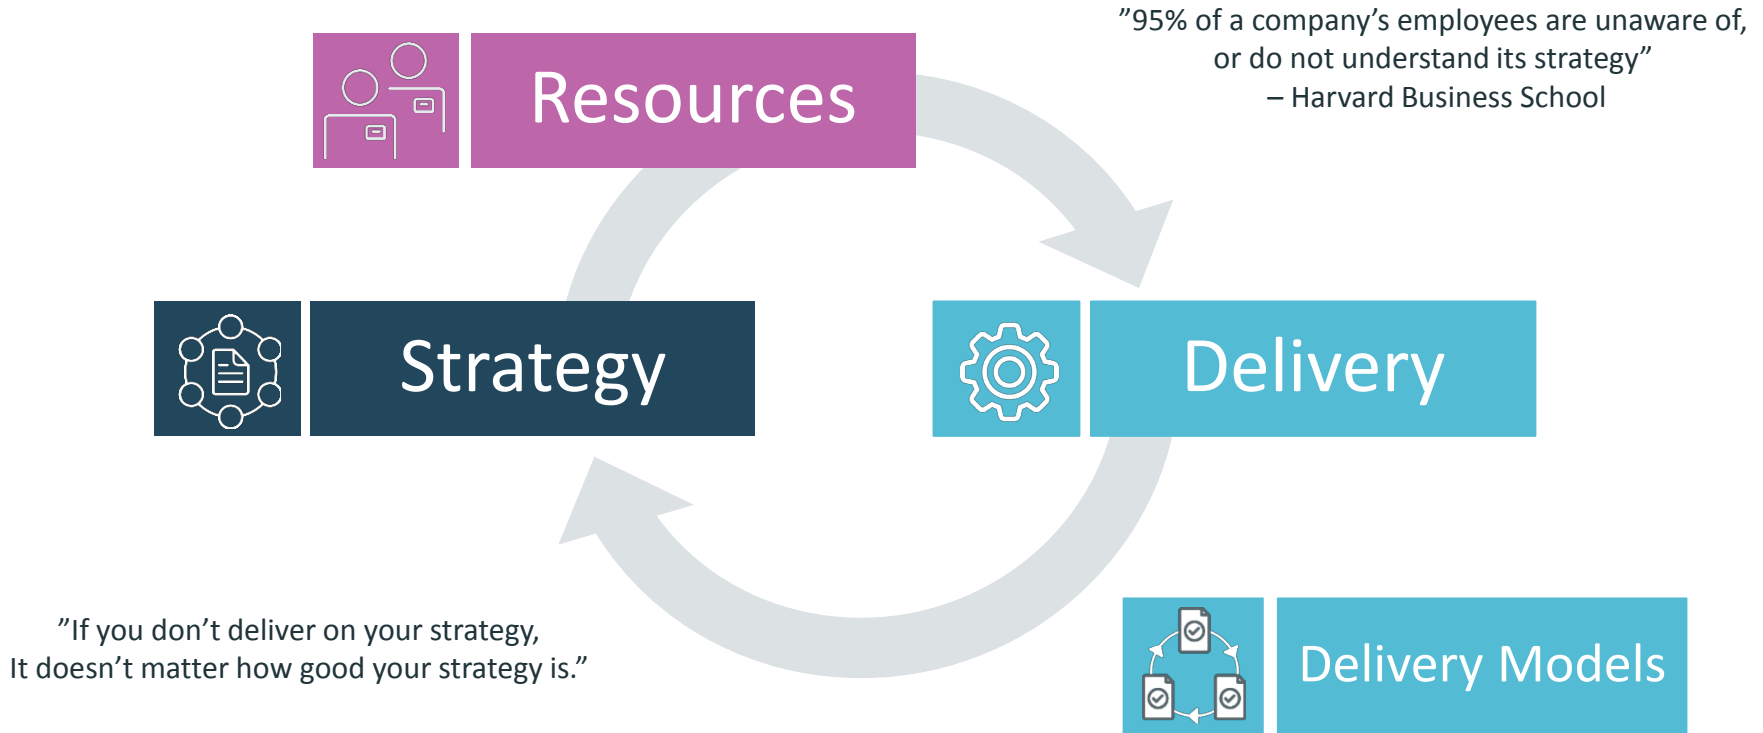 ”95% of a company’s employees are unaware of,
or do not understand its strategy”
– Harvard Business School
Resources
Strategy
Delivery
”If you don’t deliver on your strategy,
It doesn’t matter how good your strategy is.”
Delivery Models